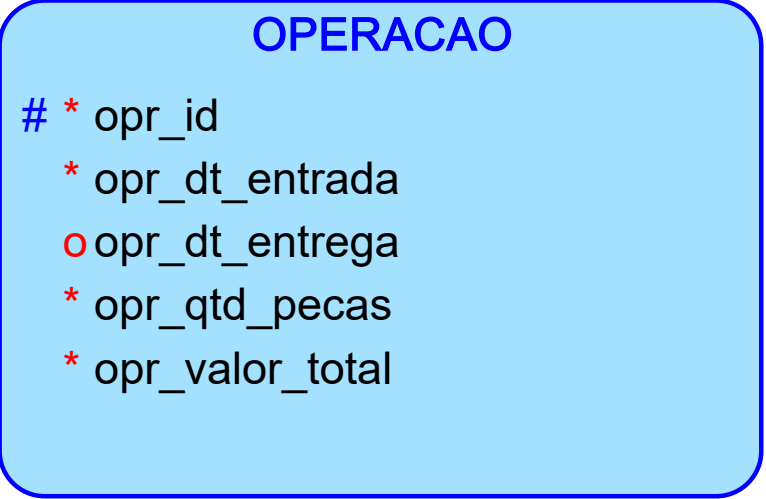 OPERACAO
# * opr_id
* opr_dt_entrada
o opr_dt_entrega
* opr_qtd_pecas
* opr_valor_total